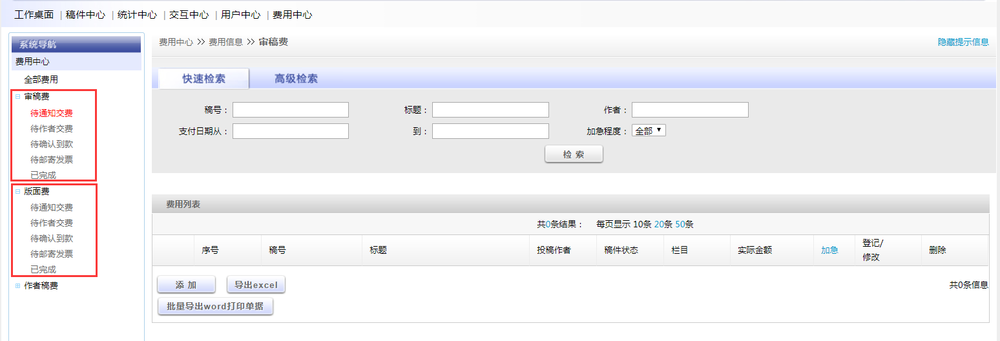 工作桌面 | 稿件中心 | 统计中心 | 交互中心 | 用户中心 | 费用中心
系统导航
费用中心
全部费用
审稿费
待通知交费
待作者交费
待确认到款
待邮寄发票
已完成
版面费
待通知交费
待作者交费
待确认到款
待邮寄发票
已完成
作者稿费
费用中心 >> 费用信息 >> 审稿费
隐藏提示信息
快速检索 高级检索
稿号： 标题： 作者：
支付日期从： 到： 加急程度： 全部
检 索
费用列表
共0条结果： 每页显示 10条 20条 50条
序号 稿号 标题 投稿作者 稿件状态 栏目 实际金额 加急 登记/ 删除
修改
添 加 导出excel 共0条信息
批量导出word打印单据